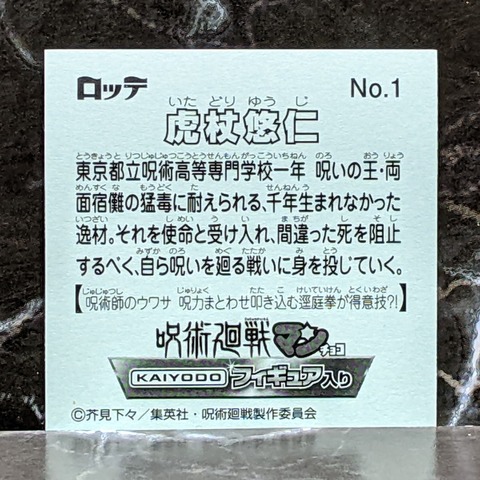 ロッテ No.1
いたどりゆうじ
虎杖悠仁
とうきょうとりつじゅじゅつこうとうせんもんがっこういちねん のろ おう りょう
東京都立呪術高等専門学校一年 呪いの王・両
めんすくな もうどく た せんねんう
面宿儺の猛毒に耐えられる、千年生まれなかった
いつざい しめい う い まちが し そし
逸材。それを使命と受け入れ、間違った死を阻止
みずか のろ めぐ たたか み とう
するべく、自ら呪いを廻る戦いに身を投じていく。
じゅじゅつし じゅりょく たた こ けいていけん とくいわざ
【呪術師のウワサ 呪力まとわせ叩き込む逕庭拳が得意技?!】
呪術廻戦マンチョコ
KAIYODO フィギュア入り
©芥見下々/集英社・呪術廻戦製作委員会